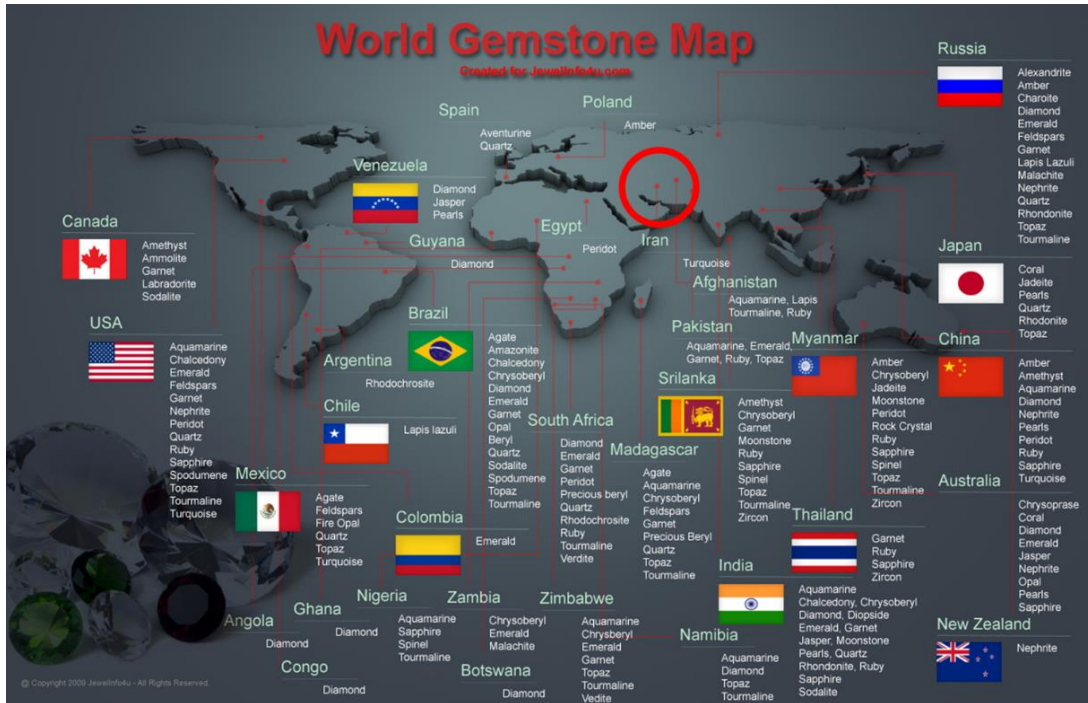 World Gemstone Map
Created for JewelInfo4u.com
Russia
Alexandrite
Amber
Charoite
Diamond
Emerald
Feldspars
Garnet
Lapis Lazuli
Malachite
Nephrite
Quartz
Rhondonite
Topaz
Tourmaline
Poland
Amber
Spain
Aventurine
Quartz
Venezuela
Diamond
Jasper
Pearls
Canada
Amethyst
Ammolite
Garnet
Labradorite
Sodalite
Guyana
Diamond
Egypt
Peridot
Iran
Turquoise
Japan
Coral
Jadeite
Pearls
Quartz
Rhodonite
Topaz
Afghanistan
Aquamarine, Lapis
Tourmaline, Ruby
USA
Aquamarine
Chalcedony
Emerald
Feldspars
Garnet
Nephrite
Peridot
Quartz
Ruby
Sapphire
Spodumene
Topaz
Tourmaline
Turquoise
Brazil
Agate
Amazonite
Chalcedony
Chrysoberyl
Diamond
Emerald
Garnet
Opal
Beryl
Quartz
Sodalite
Spodumene
Topaz
Tourmaline
Argentina
Rhodochrosite
Pakistan
Aquamarine, Emerald,
Garnet, Ruby, Topaz
Myanmar
Amber
Chrysoberyl
Jadeite
Moonstone
Peridot
Rock Crystal
Ruby
Sapphire
Spinel
Topaz
Tourmaline
Zircon
China
Amber
Amethyst
Aquamarine
Diamond
Nephrite
Pearls
Peridot
Ruby
Sapphire
Turquoise
Srilanka
Amethyst
Chrysoberyl
Garnet
Moonstone
Ruby
Sapphire
Spinel
Topaz
Tourmaline
Zircon
Chile
Lapis lazuli
South Africa
Diamond
Emerald
Garnet
Peridot
Precious beryl
Quartz
Rhodochrosite
Ruby
Tourmaline
Verdite
Madagascar
Agate
Aquamarine
Chrysoberyl
Feldspars
Garnet
Precious Beryl
Quartz
Topaz
Tourmaline
Mexico
Agate
Feldspars
Fire Opal
Quartz
Topaz
Turquoise
Australia
Chrysoprase
Coral
Diamond
Emerald
Jasper
Nephrite
Opal
Pearls
Sapphire
Colombia
Emerald
Thailand
Garnet
Ruby
Sapphire
Zircon
India
Aquamarine
Chalcedony, Chrysoberyl
Diamond, Diopside
Emerald, Garnet
Jasper, Moonstone
Pearls, Quartz
Rhondonite, Ruby
Sapphire
Sodalite
Angola
Diamond
Ghana
Diamond
Nigeria
Aquamarine
Sapphire
Spinel
Tourmaline
Zambia
Chrysoberyl
Emerald
Malachite
Zimbabwe
Aquamarine
Chrysberyl
Emerald
Garnet
Topaz
Tourmaline
Vedite
Namibia
Aquamarine
Diamond
Topaz
Tourmaline
New Zealand
Nephrite
Congo
Diamond
Botswana
Diamond
@ Copyright 2009 JewelInfo4u - All Rights Reserved